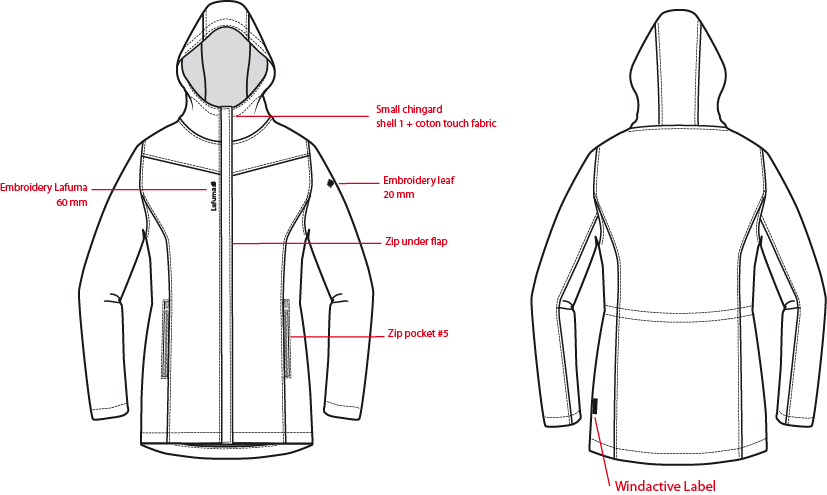 Small chingard
shell 1 + coton touch fabric
Embroidery Lafuma
60 mm
Lafuma
Embroidery leaf
20 mm
Zip under flap
Zip pocket #5
Windactive Label